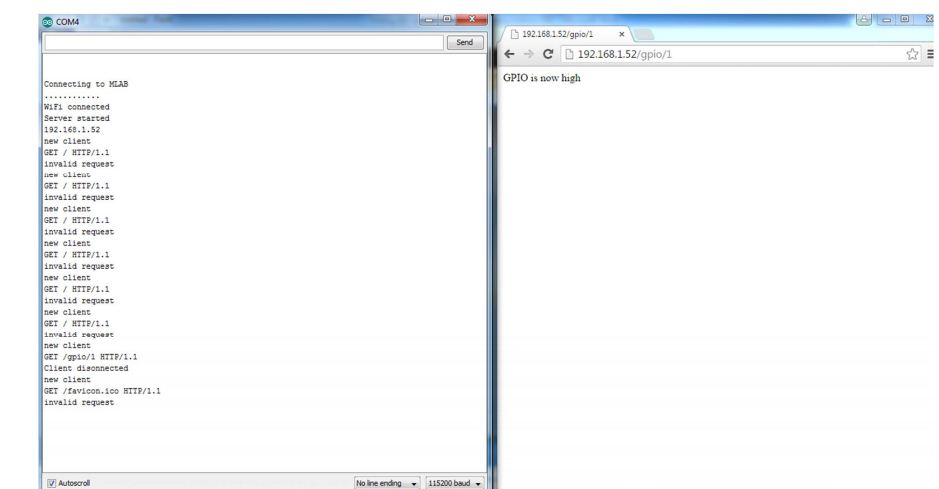 COM4
Send
Connecting to MLAB
............
WiFi connected
Server started
192.168.1.52
new client
GET / HTTP/1.1
invalid request
new client
GET / HTTP/1.1
invalid request
new client
GET / HTTP/1.1
invalid request
new client
GET / HTTP/1.1
invalid request
new client
GET / HTTP/1.1
invalid request
new client
GET / HTTP/1.1
invalid request
new client
GET /gpio/1 HTTP/1.1
Client disonnected
new client
GET /favicon.ico HTTP/1.1
invalid request
Autoscroll
No line ending
115200 baud
192.168.1.52/gpio/1
192.168.1.52/gpio/1
GPIO is now high